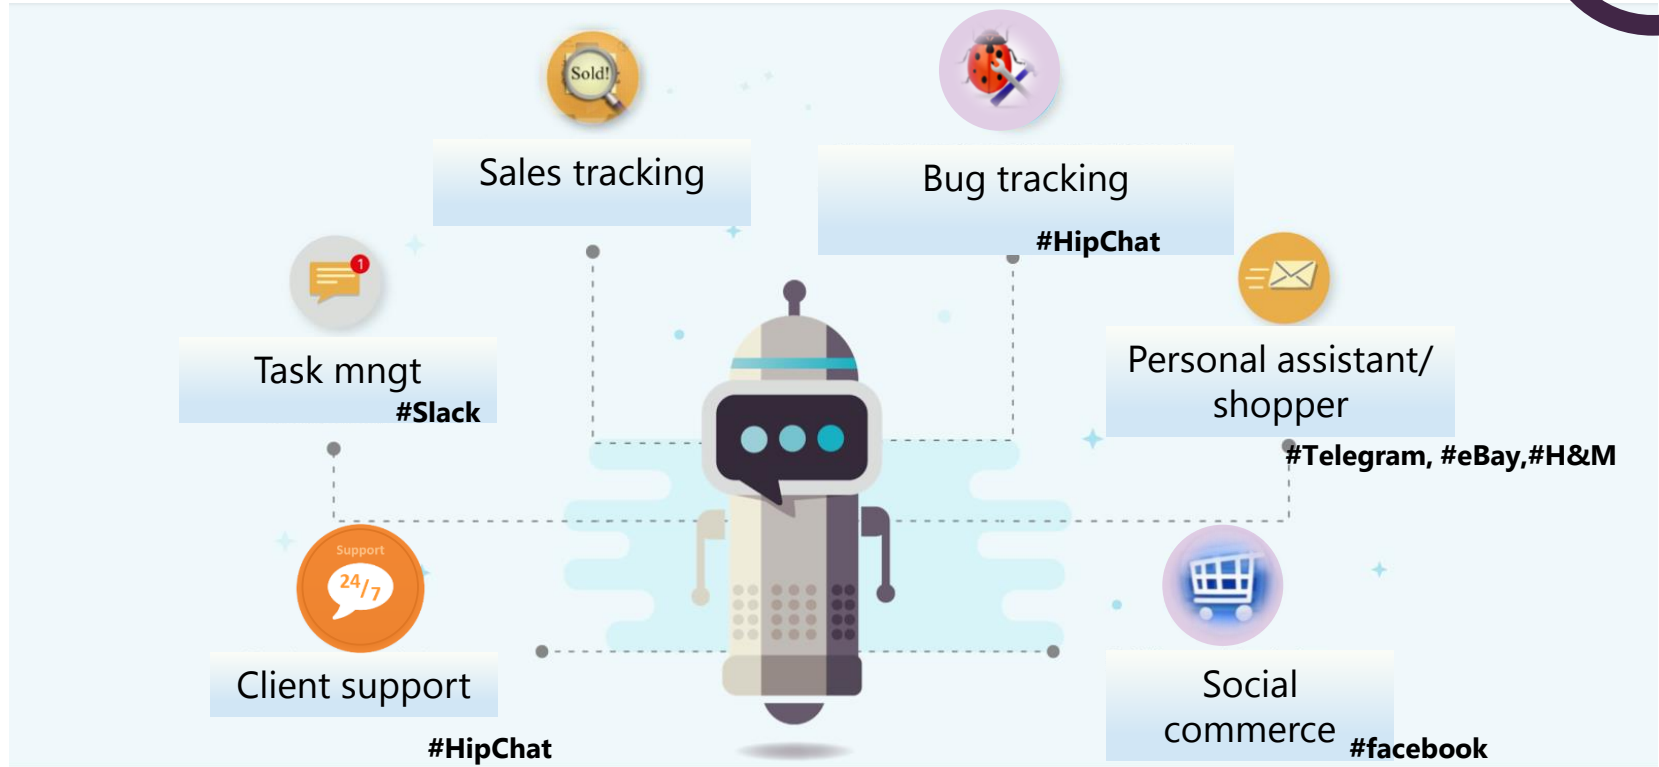 Sold!
Sales tracking
Bug tracking
#HipChat
1
Task mngt
#Slack
Personal assistant/
shopper
#Telegram, #eBay,#H&M
Support
24/7
Client support
#HipChat
Social
commerce
#facebook